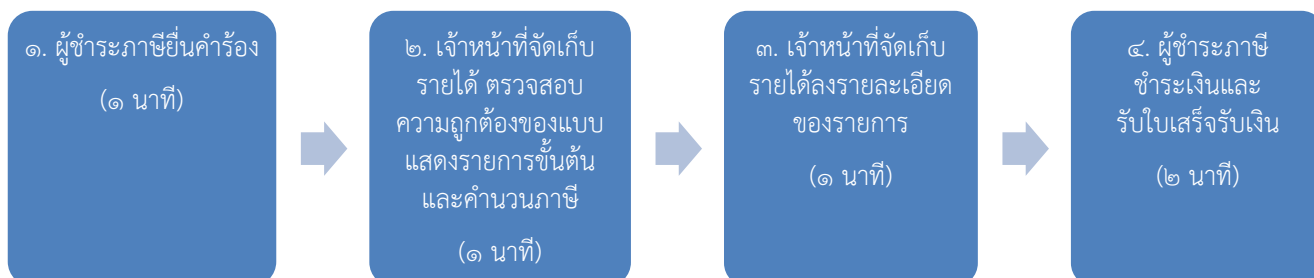 ๑. ผู้ชำระภาษียื่นคำร้อง
(๑ นาที)
๒. เจ้าหน้าที่จัดเก็บ
รายได้ ตรวจสอบ
ความถูกต้องของแบบ
แสดงรายการขั้นต้น
และคำนวนภาษี
(๑ นาที)
๓. เจ้าหน้าที่จัดเก็บ
รายได้ลงรายละเอียด
ของรายการ
(๑ นาที)
๔. ผู้ชำระภาษี
ชำระเงินและ
รับใบเสร็จรับเงิน
(๒ นาที)